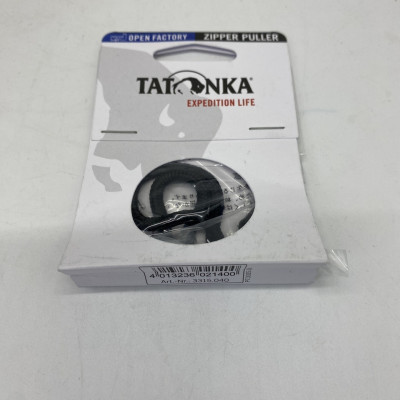 OPEN FACTORY
ZIPPER PULLER
TATONKA
EXPEDITION LIFE
4 013236 021400
Art.-Nr. 3315.040